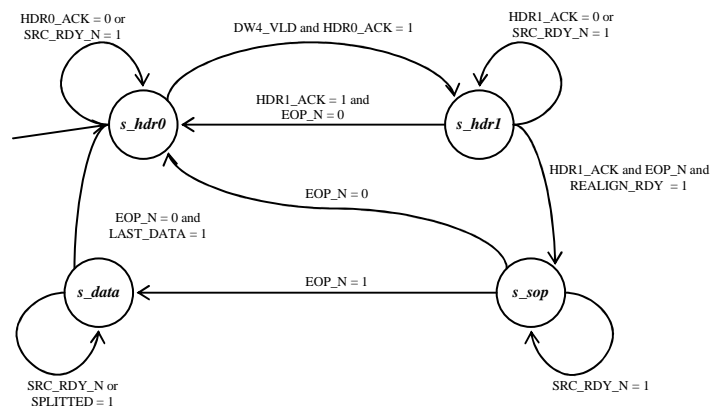 HDR0_ACK = 0 or
SRC_RDY_N = 1
DW4_VLD and HDR0_ACK = 1
HDR1_ACK = 0 or
SRC_RDY_N = 1
s_hdr0
HDR1_ACK = 1 and
EOP_N = 0
s_hdr1
HDR1_ACK and EOP_N and
REALIGN_RDY = 1
EOP_N = 0
EOP_N = 0 and
LAST_DATA = 1
s_data
EOP_N = 1
s_sop
SRC_RDY_N or
SPLITTED = 1
SRC_RDY_N = 1